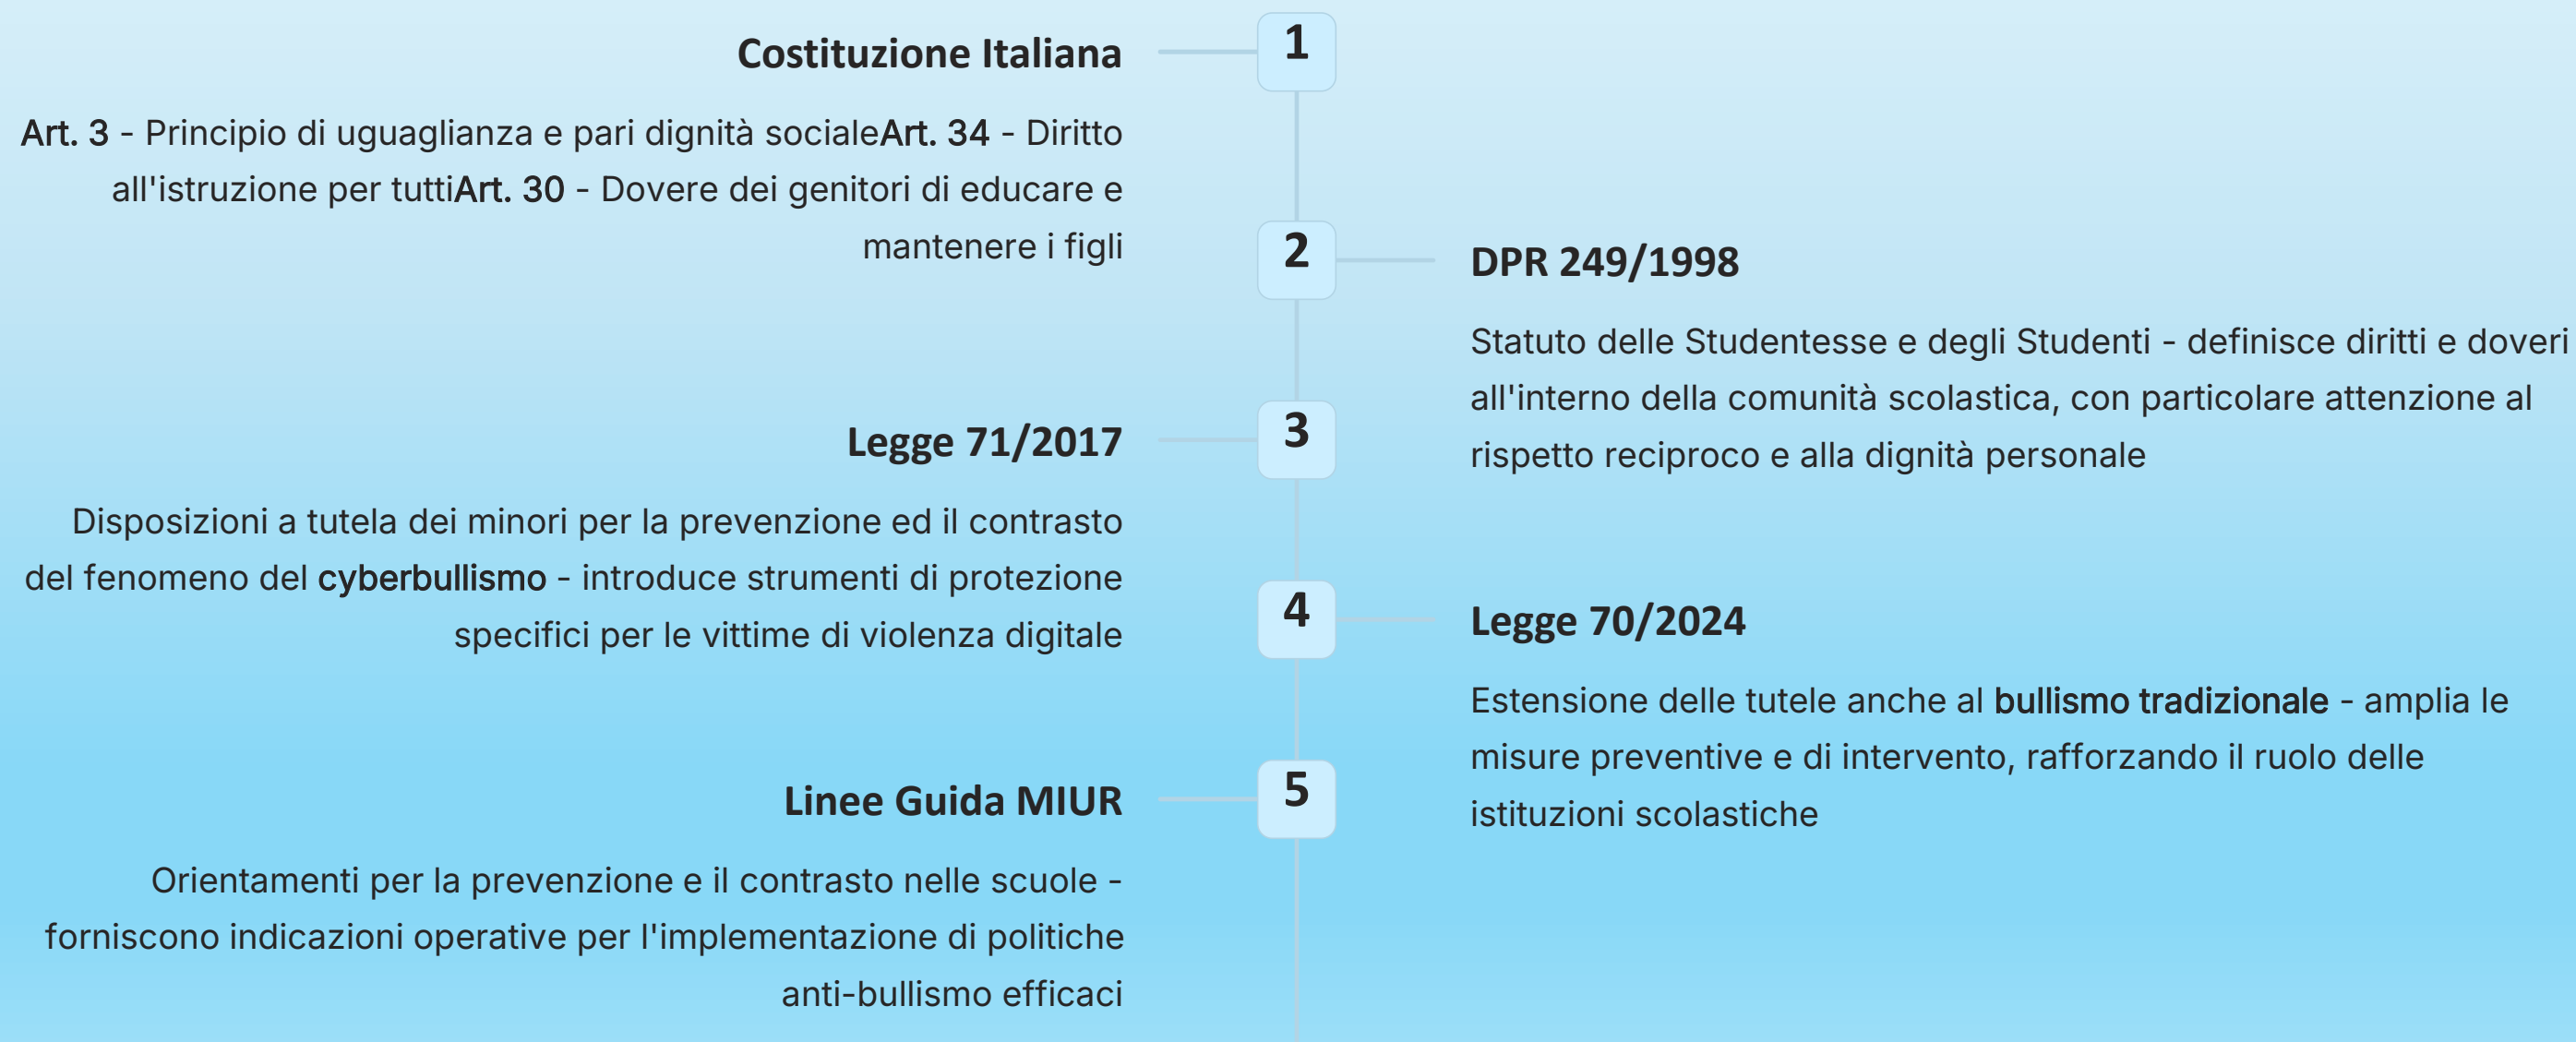 1
Costituzione Italiana
Art. 3 - Principio di uguaglianza e pari dignità socialeArt. 34 - Diritto
all'istruzione per tuttiArt. 30 - Dovere dei genitori di educare e
mantenere i figli
2
DPR 249/1998
Statuto delle Studentesse e degli Studenti - definisce diritti e doveri
all'interno della comunità scolastica, con particolare attenzione al
rispetto reciproco e alla dignità personale
3
Legge 71/2017
Disposizioni a tutela dei minori per la prevenzione ed il contrasto
del fenomeno del cyberbullismo - introduce strumenti di protezione
specifici per le vittime di violenza digitale
4
Legge 70/2024
Estensione delle tutele anche al bullismo tradizionale - amplia le
misure preventive e di intervento, rafforzando il ruolo delle
istituzioni scolastiche
5
Linee Guida MIUR
Orientamenti per la prevenzione e il contrasto nelle scuole -
forniscono indicazioni operative per l'implementazione di politiche
anti-bullismo efficaci